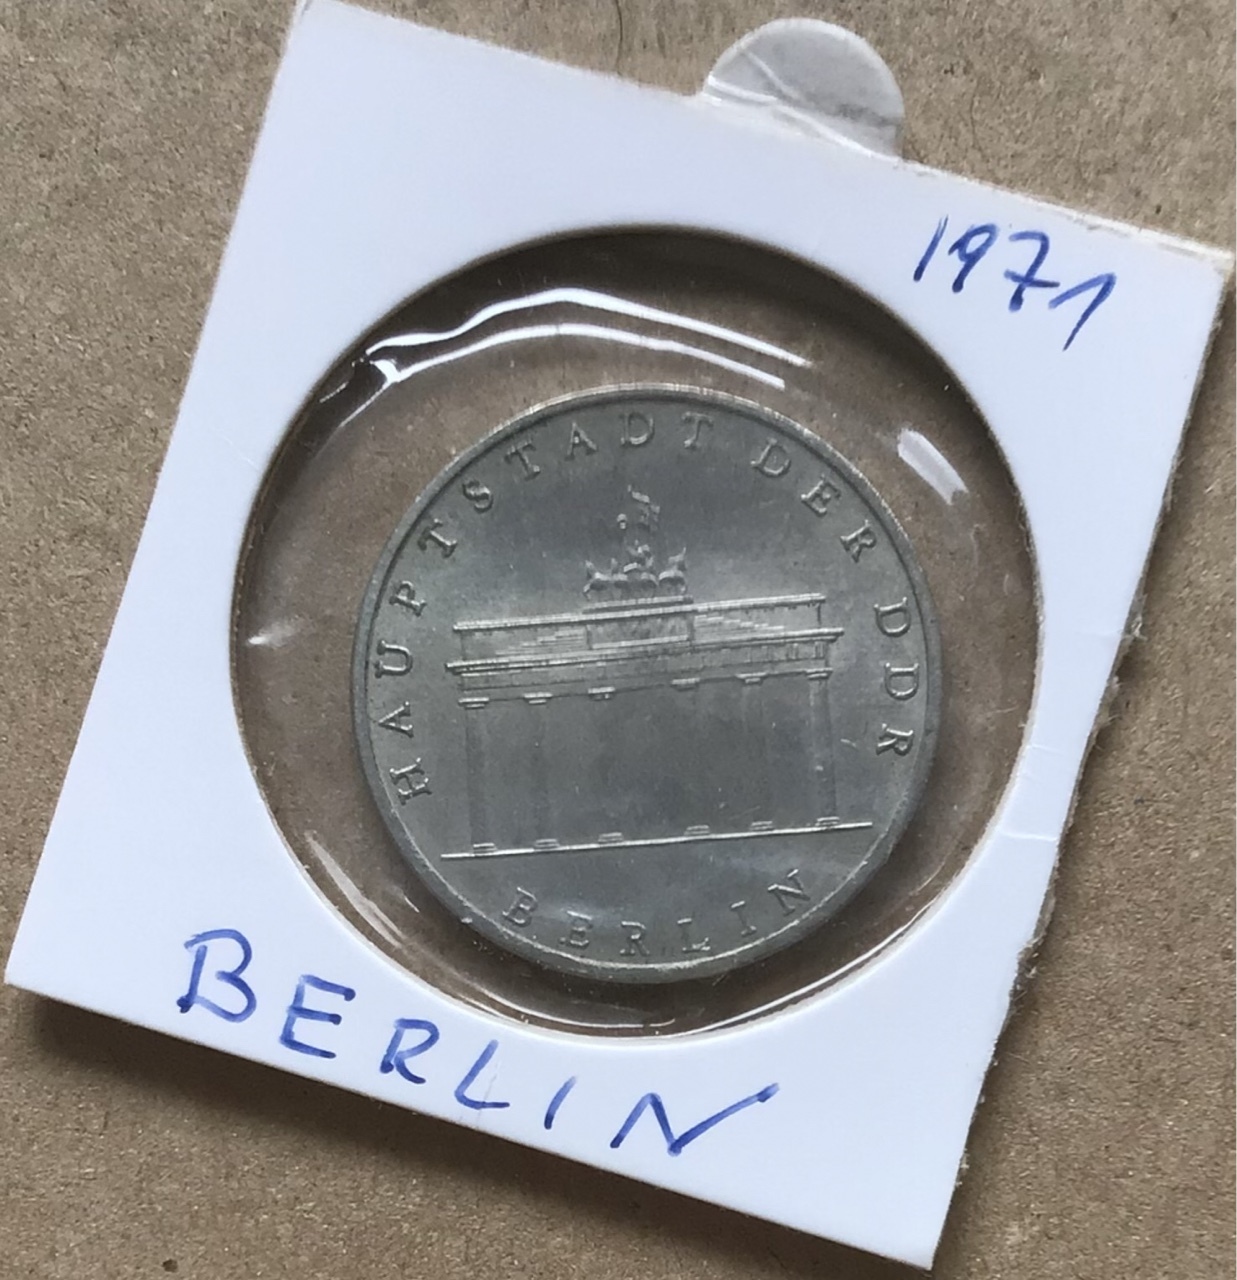 1971
HAUPTSTADT DER DDR
BERLIN
BERLIN